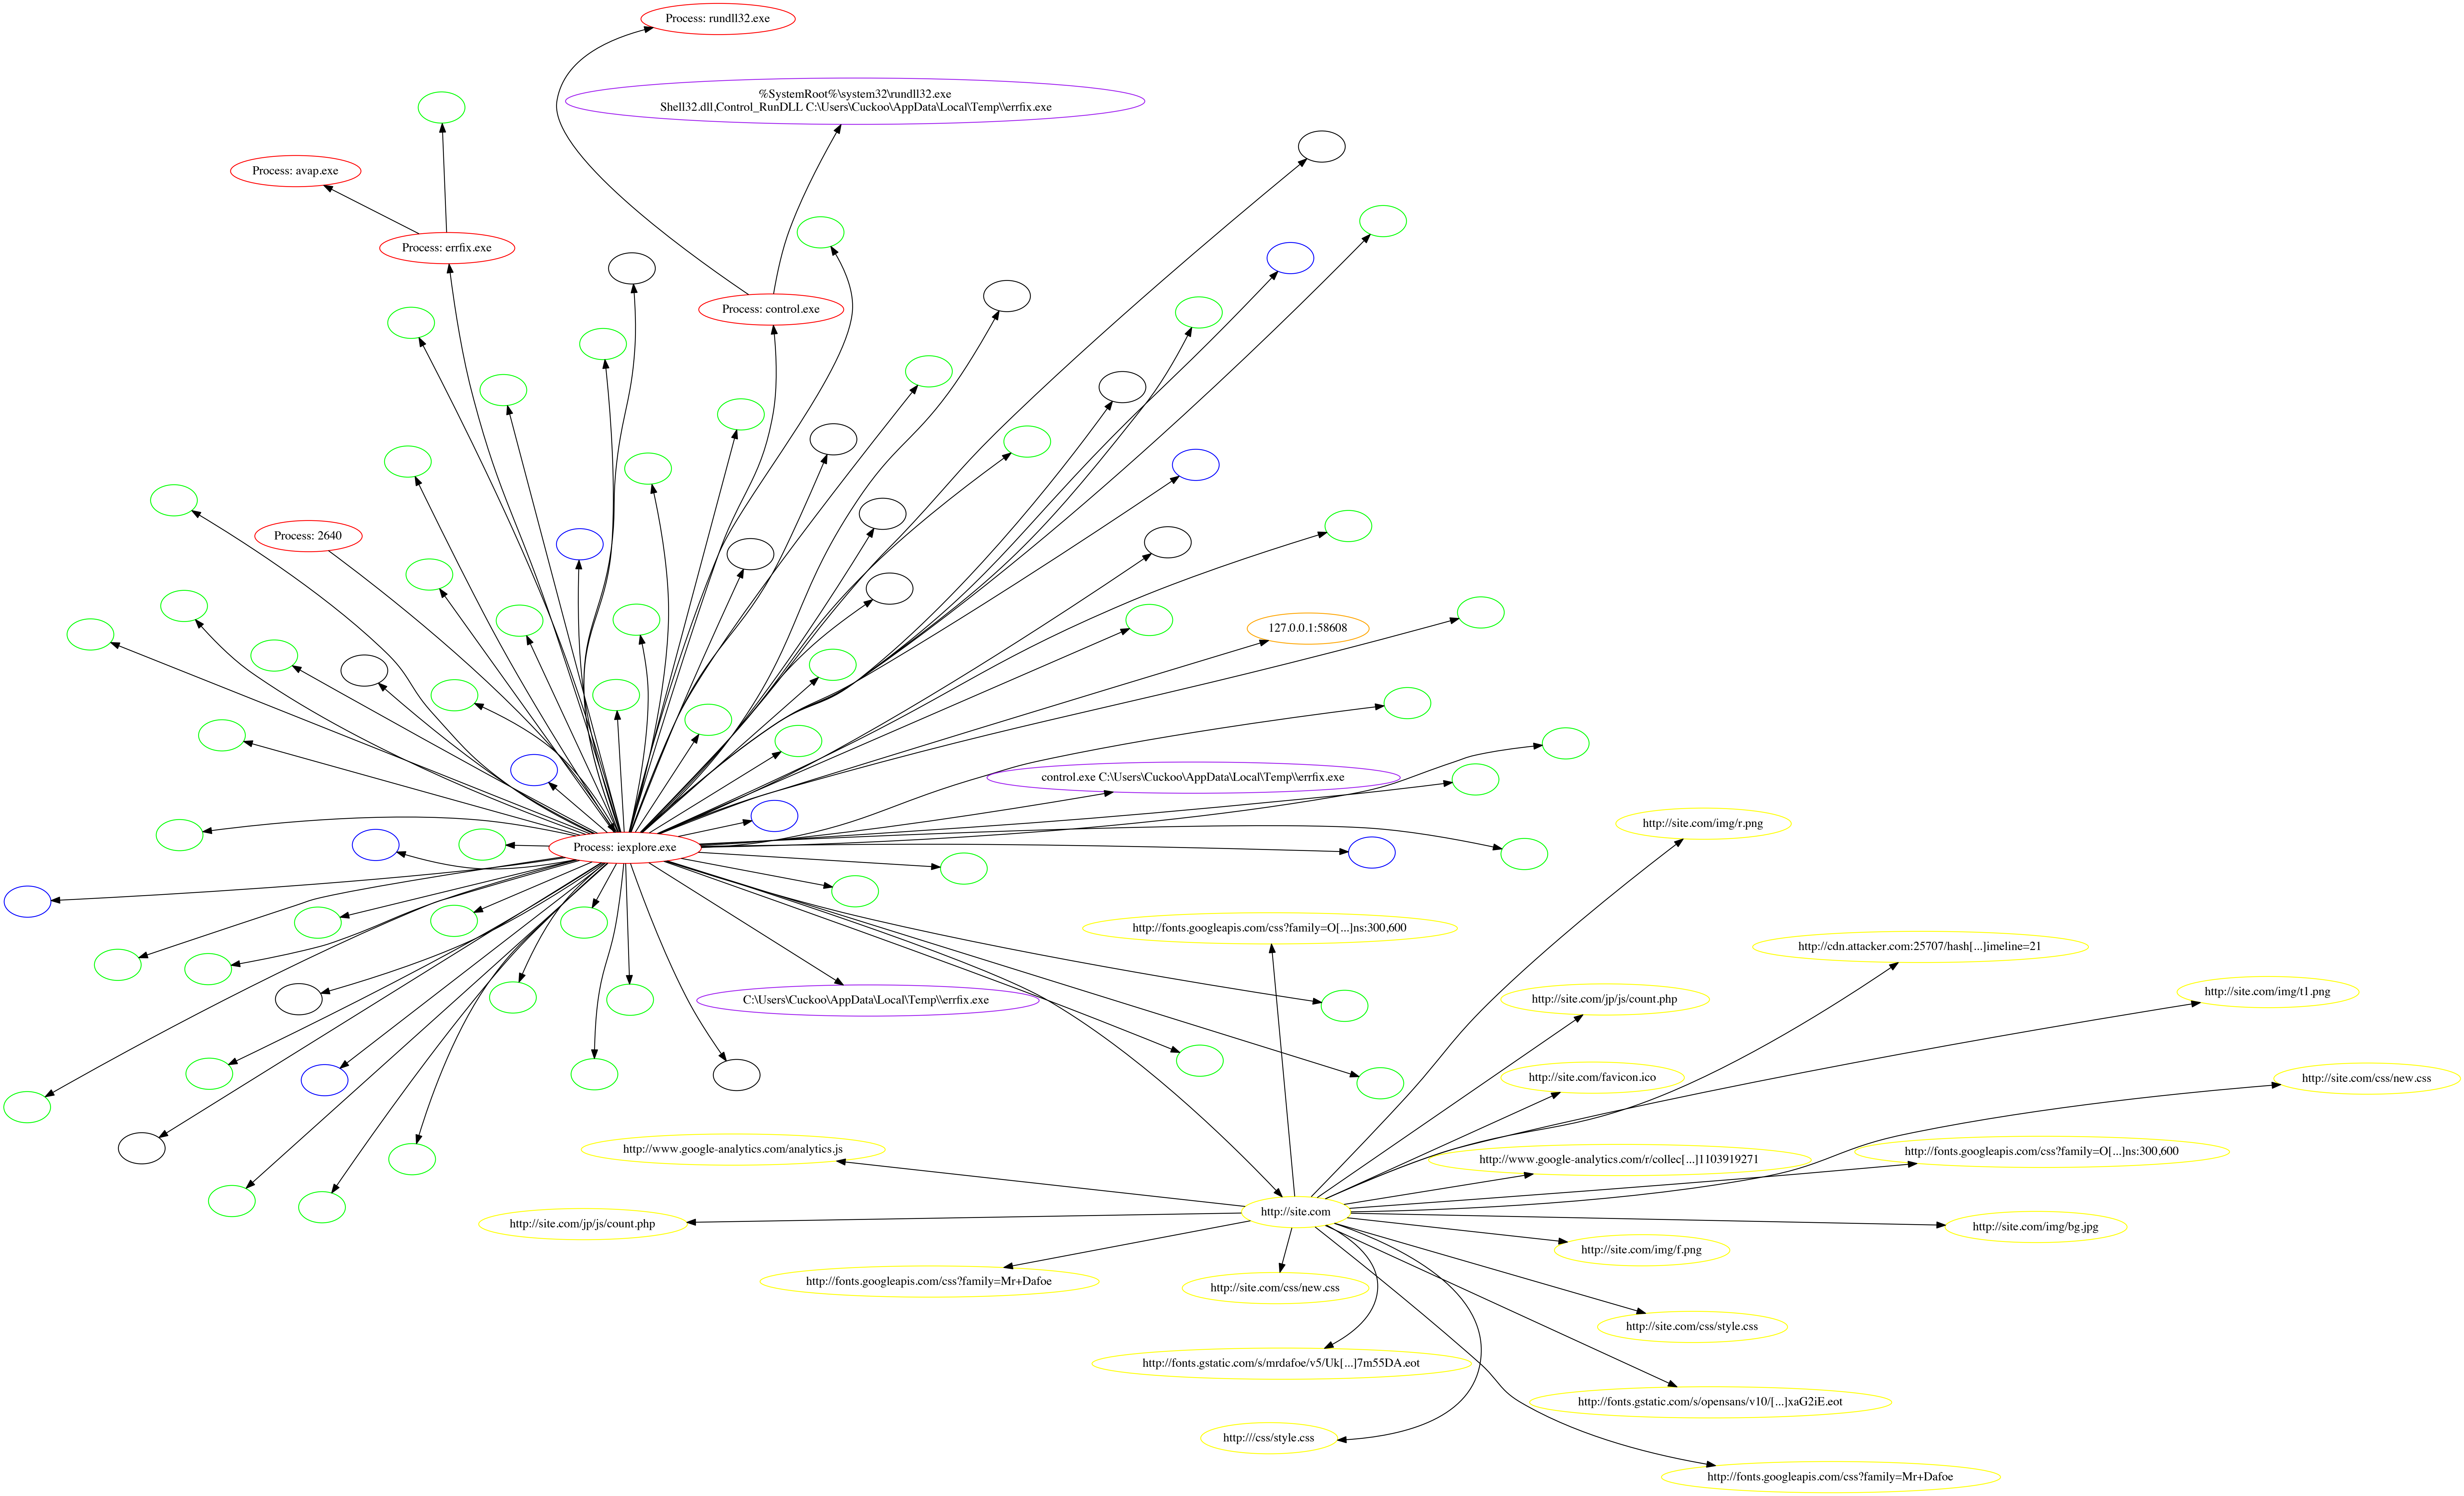 Process: rundll32.exe
%SystemRoot%\system32\rundll32.exe
Shell32.dll,Control_RunDLL C:\Users\Cuckoo\AppData\Local\Temp\\errfix.exe
Process: avap.exe
Process: errfix.exe
Process: control.exe
Process: 2640
127.0.0.1:58608
control.exe C:\Users\Cuckoo\AppData\Local\Temp\\errfix.exe
http://site.com/img/r.png
Process: iexplore.exe
http://fonts.googleapis.com/css?family=O[...]ns:300,600
http://cdn.attacker.com:25707/hash[...]imeline=21
http://site.com/img/t1.png
C:\Users\Cuckoo\AppData\Local\Temp\\errfix.exe
http://site.com/jp/js/count.php
http://site.com/favicon.ico
http://site.com/css/new.css
http://www.google-analytics.com/analytics.js
http://www.google-analytics.com/r/collec[...]1103919271
http://fonts.googleapis.com/css?family=O[...]ns:300,600
http://site.com
http://site.com/jp/js/count.php
http://site.com/img/bg.jpg
http://site.com/img/f.png
http://fonts.googleapis.com/css?family=Mr+Dafoe
http://site.com/css/new.css
http://site.com/css/style.css
http://fonts.gstatic.com/s/mrdafoe/v5/Uk[...]7m55DA.eot
http://fonts.gstatic.com/s/opensans/v10/[...]xaG2iE.eot
http:///css/style.css
http://fonts.googleapis.com/css?family=Mr+Dafoe